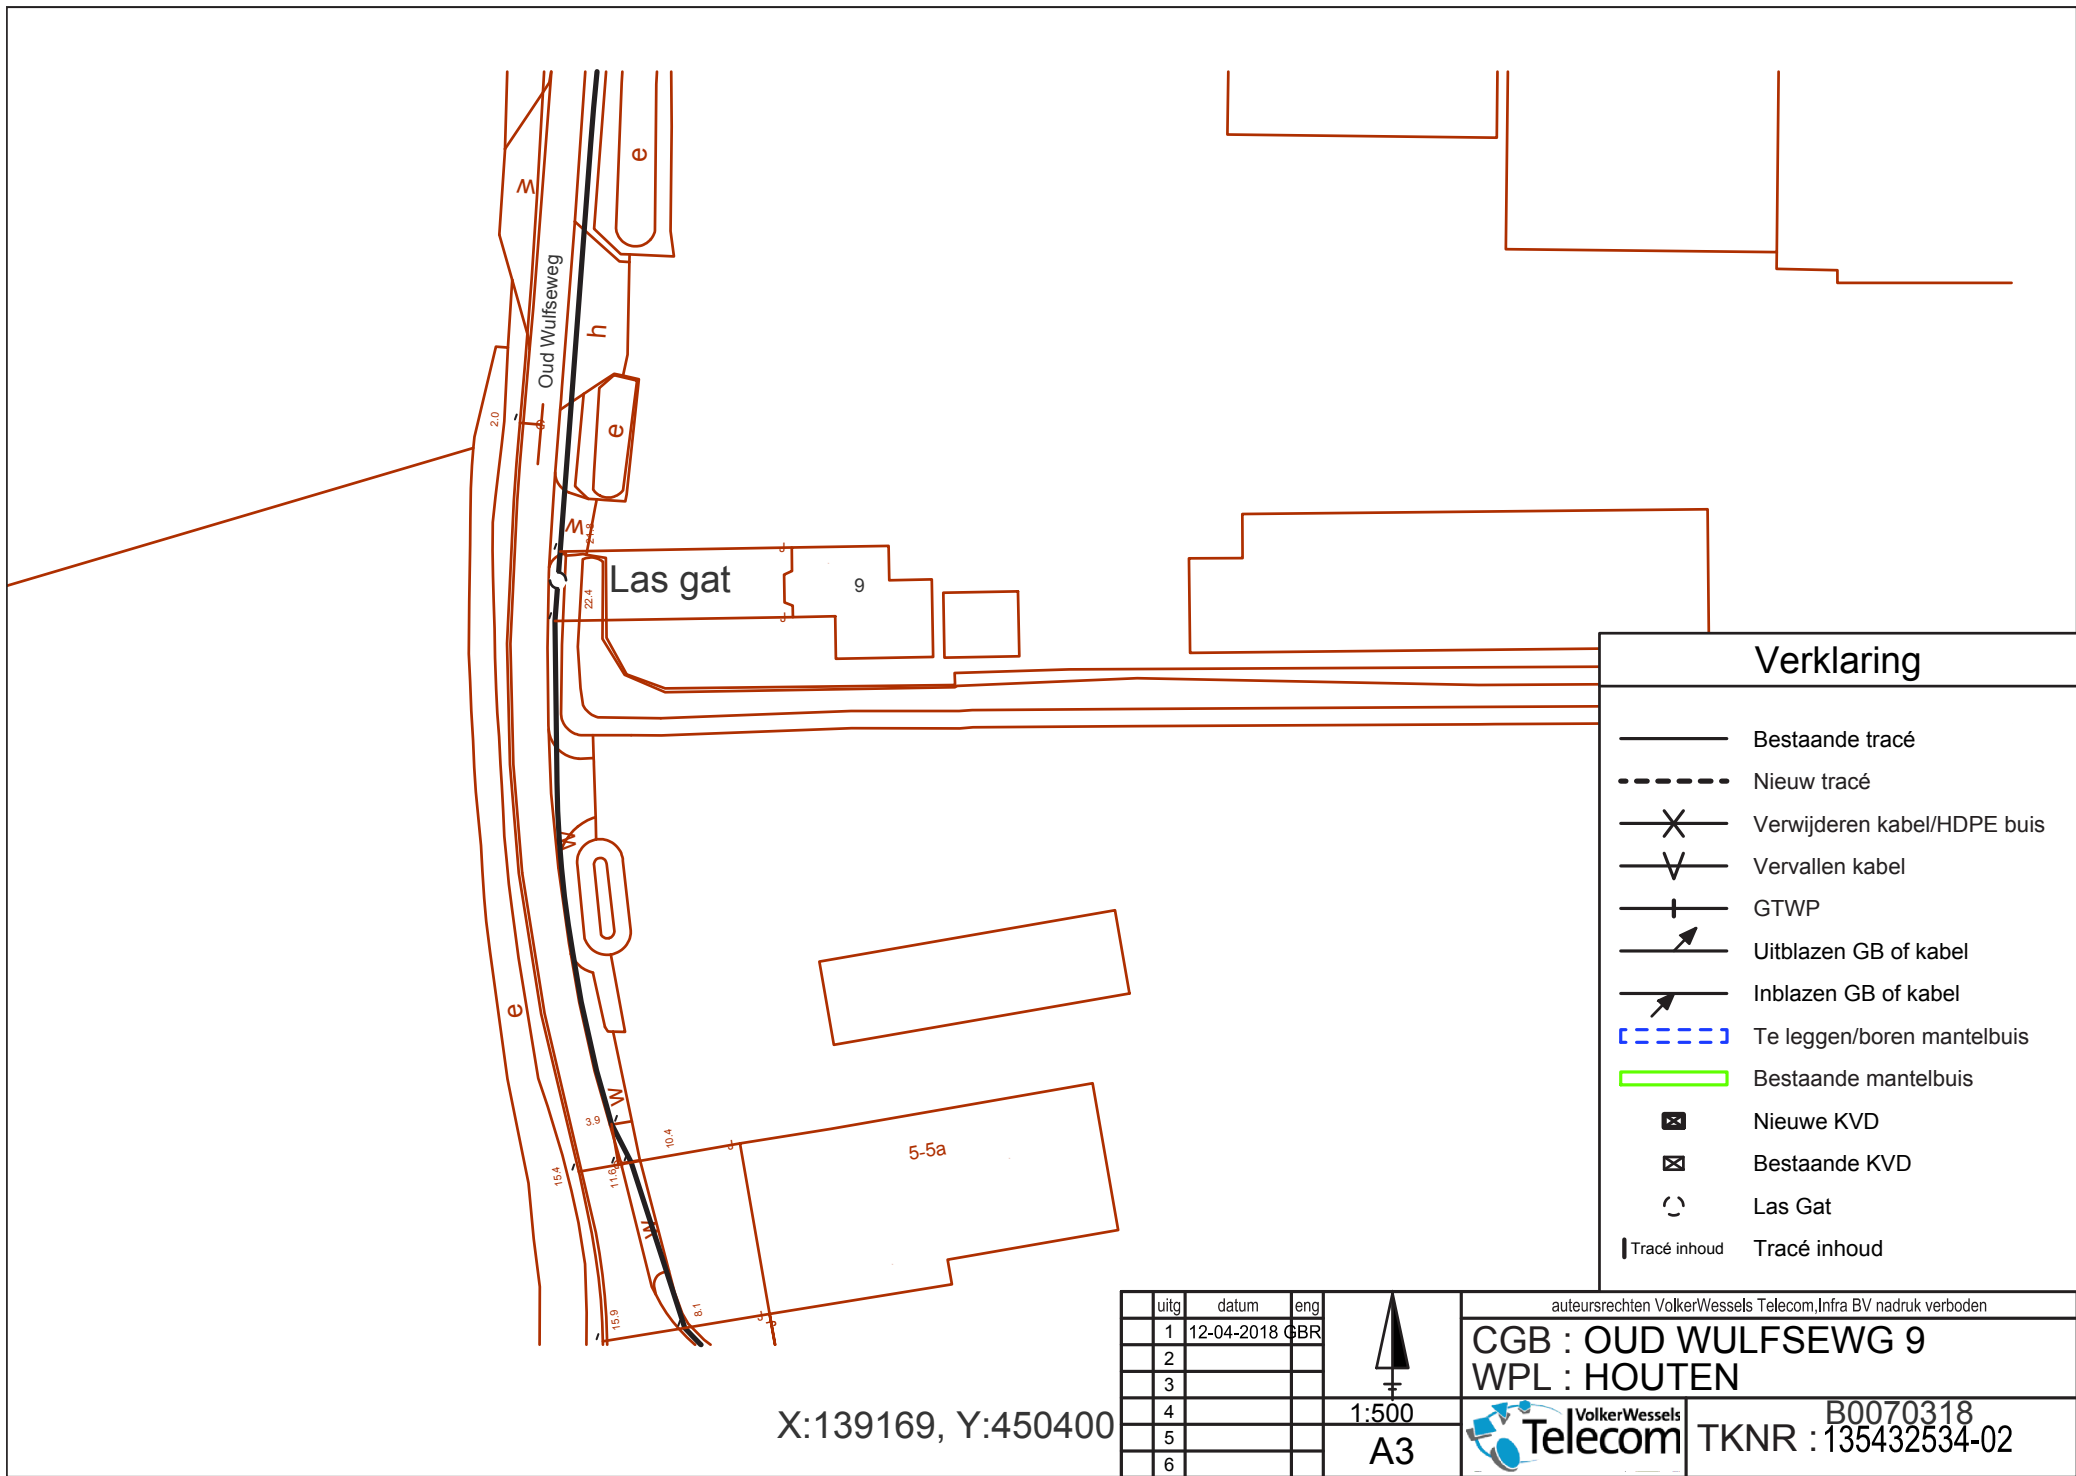 e
w
Oud Wulfseweg
h
2.0
6
e
w
21.8
Las gat
9
22.4
w
e
w
3.9
10.4
5-5a
15.4
11.6
w
15.9
8.1
X:139169, Y:450400
Verklaring
Bestaande tracé
Nieuw tracé
Verwijderen kabel/HDPE buis
Vervallen kabel
GTWP
Uitblazen GB of kabel
Inblazen GB of kabel
Te leggen/boren mantelbuis
Bestaande mantelbuis
Nieuwe KVD
Bestaande KVD
Las Gat
Tracé inhoud Tracé inhoud
uitg datum eng
1 12-04-2018 GBR
2
3
4
5
6
1:500
A3
auteursrechten VolkerWessels Telecom,Infra BV nadruk verboden
CGB : OUD WULFSEWG 9
WPL : HOUTEN
VolkerWessels
Telecom
B0070318
TKNR : 135432534-02